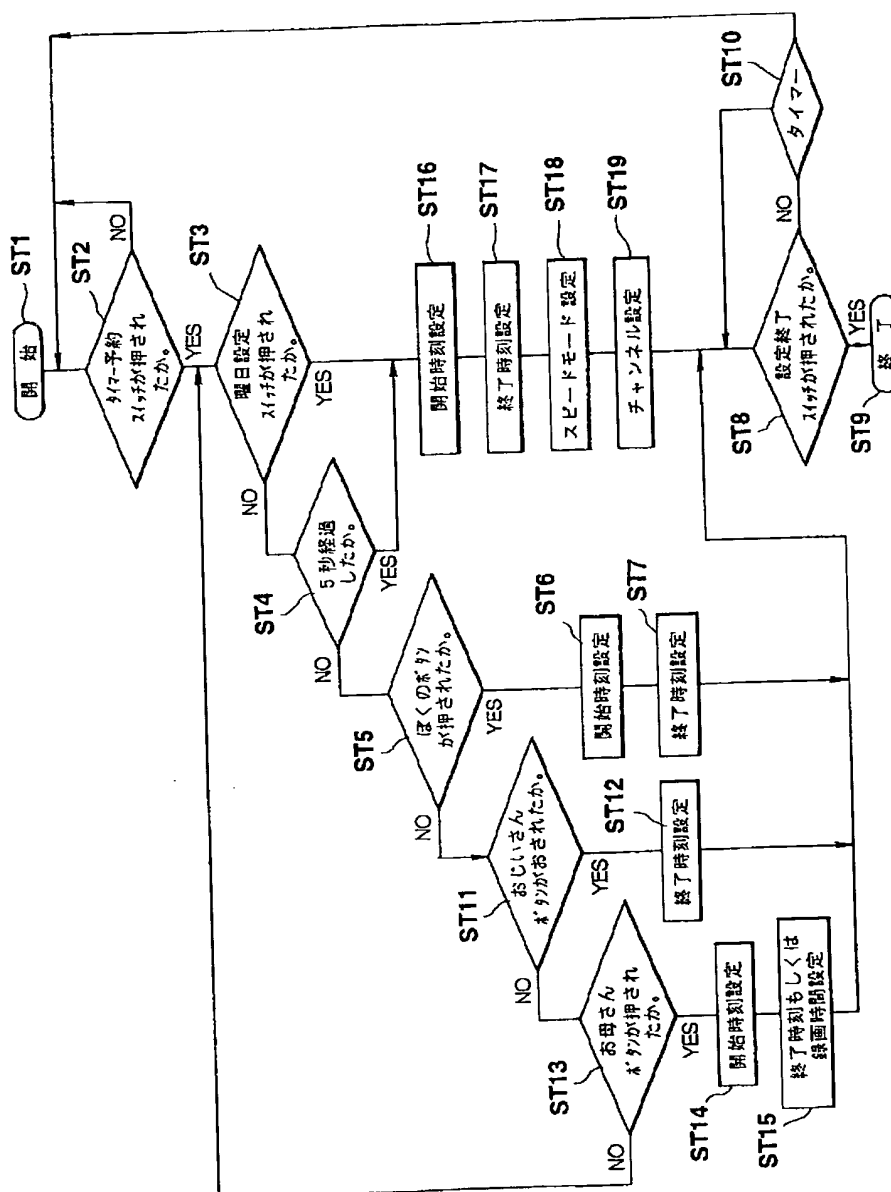 開始
ST1
タイマー予約
スイッチが押され
たか。
ST2
NO
YES
曜日設定
スイッチが押され
たか。
ST3
NO
YES
5秒経過
したか。
ST4
NO
YES
ぼくのボタン
が押されたか。
ST5
NO
YES
開始時刻設定
ST6
終了時刻設定
ST7
おじいさん
ボタンがおされたか。
ST11
NO
YES
終了時刻設定
ST12
お母さん
ボタンが押され
たか。
ST13
NO
YES
開始時刻設定
ST14
終了時刻もしくは
録画時間設定
ST15
開始時刻設定
ST16
終了時刻設定
ST17
スピードモード設定
ST18
チャンネル設定
ST19
設定終了
スイッチが押されたか。
ST8
NO
YES
タイマー
ST10
終了
ST9